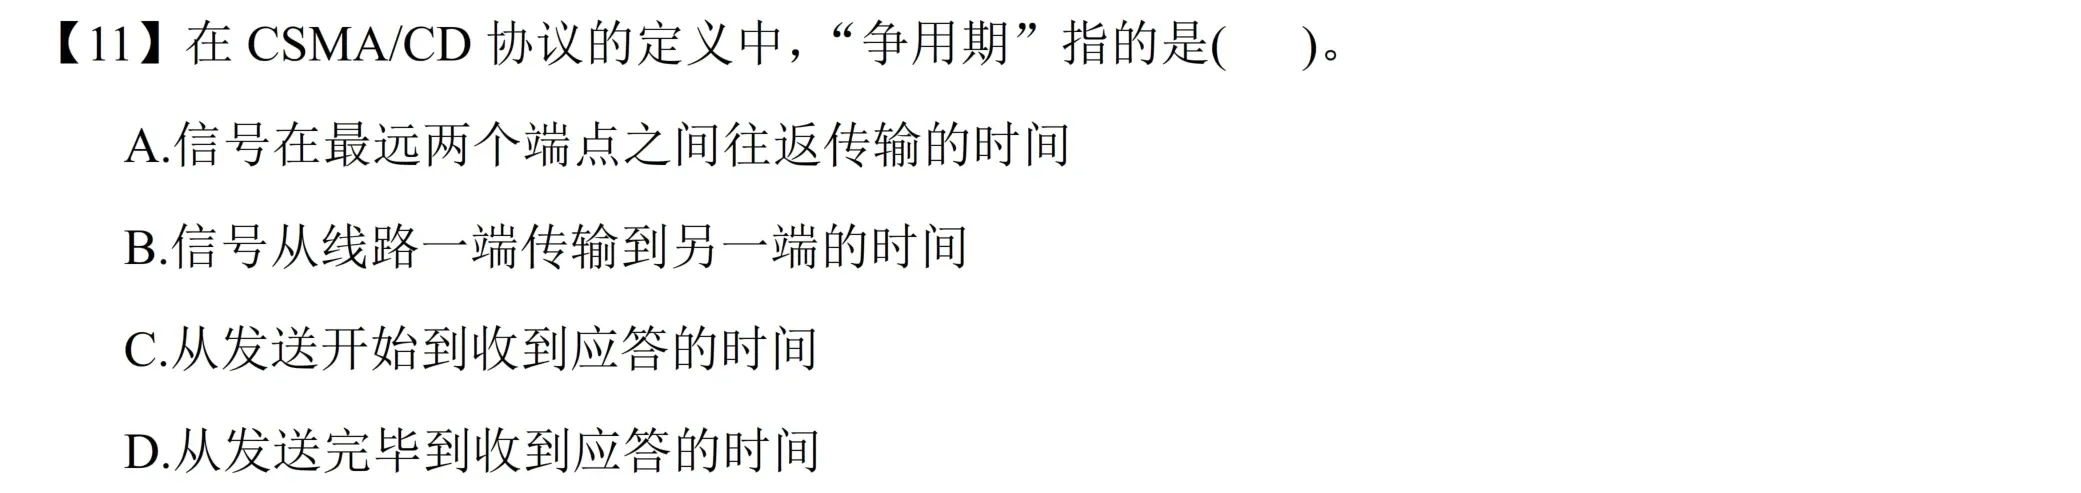 【11】在 CSMA/CD 协议的定义中，“争用期”指的是(    )。
A.信号在最远两个端点之间往返传输的时间
B.信号从线路一端传输到另一端的时间
C.从发送开始到收到应答的时间
D.从发送完毕到收到应答的时间